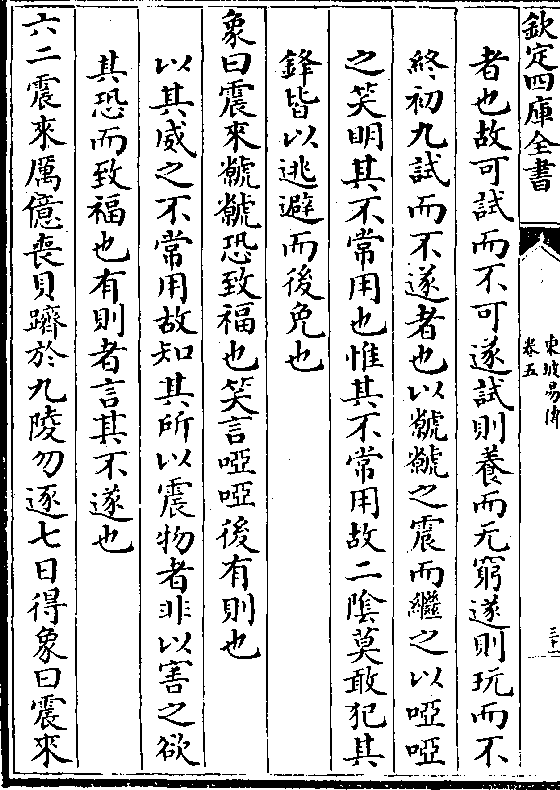 欽定四庫全書
東坡易傳
卷五
三十一
者也故可試而不可遂試則養而无窮遂則玩而不
終初九試而不遂者也以虩虩之震而繼之以啞啞
之笑明其不常用也惟其不常用故二陰莫敢犯其
鋒皆以逃避而後免也
象曰震來虩虩恐致福也笑言啞啞後有則也
以其威之不常用故知其所以震物者非以害之欲
其恐而致福也有則者言其不遂也
六二震來厲億喪貝躋於九陵勿逐七日得象曰震來